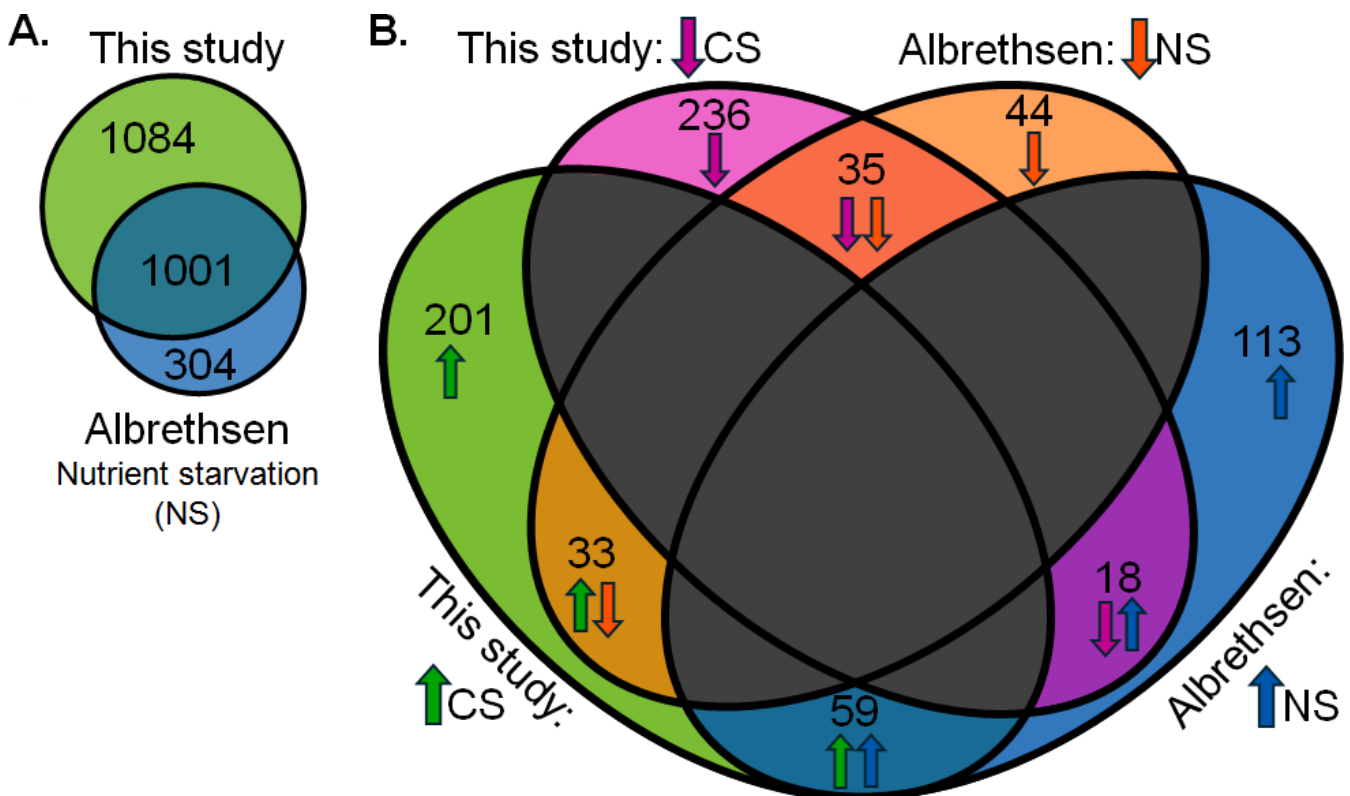 A.
This study
1084
1001
304
Albrethsen
Nutrient starvation
(NS)
B.
This study: ↓CS
Albrethsen: ↓NS
236
↓
44
↓
35
↓↓
201
↑
113
↑
33
↑↓
18
↓↑
59
↑↑
This study:
↑CS
Albrethsen:
↑NS